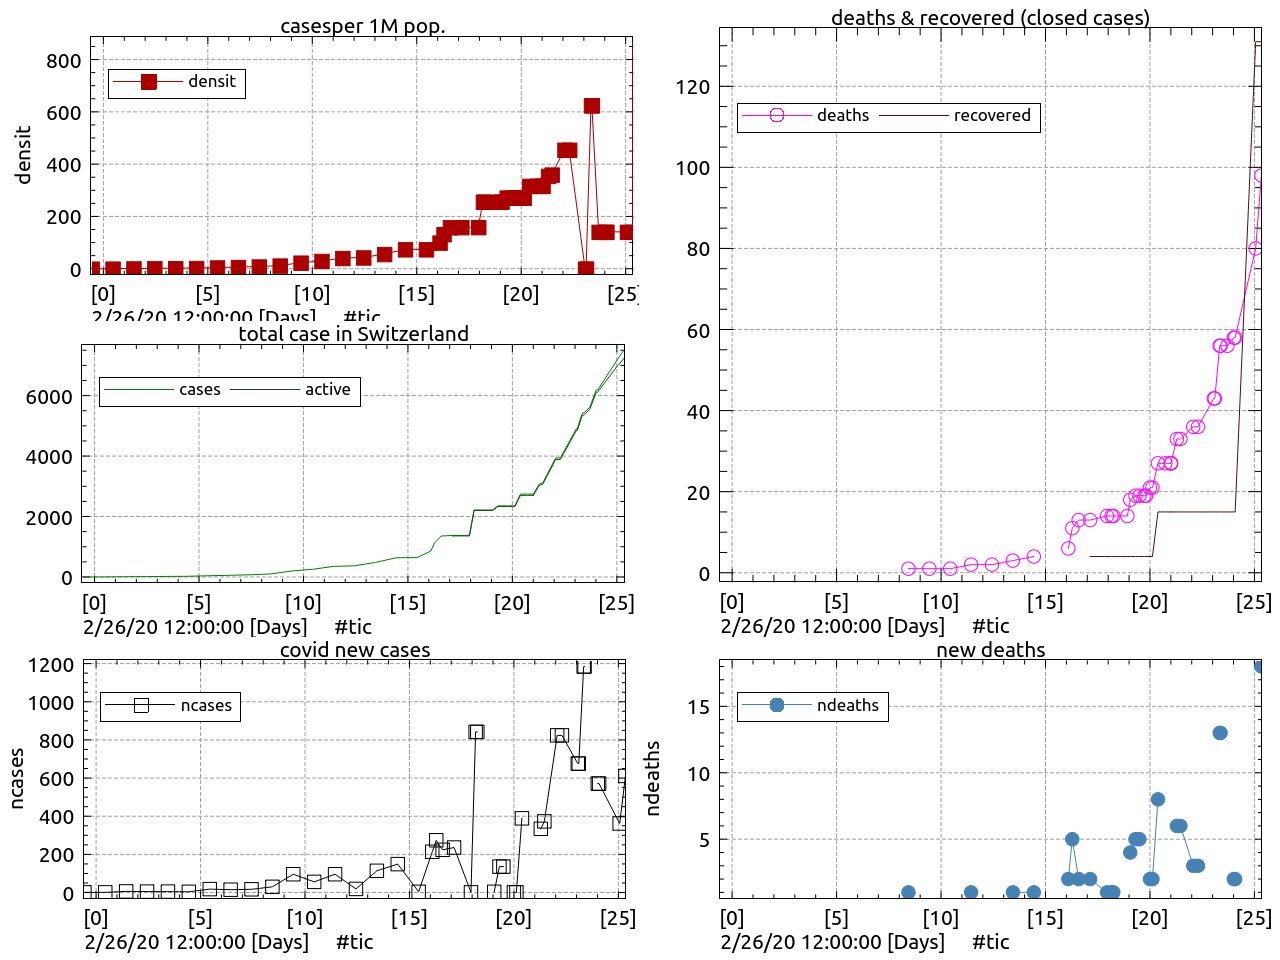 casesper 1M pop.
densit
800
600
400
200
0
densit
[0] [5] [10] [15] [20] [25]
2/26/20 12:00:00 [Days] #tic
total case in Switzerland
cases active
6000
4000
2000
0
[0] [5] [10] [15] [20] [25]
2/26/20 12:00:00 [Days] #tic
covid new cases
ncases
1200
1000
800
600
400
200
0
ncases
[0] [5] [10] [15] [20] [25]
2/26/20 12:00:00 [Days] #tic
deaths & recovered (closed cases)
deaths recovered
120
100
80
60
40
20
0
[0] [5] [10] [15] [20] [25]
2/26/20 12:00:00 [Days] #tic
new deaths
ndeaths
15
10
5
ndeaths
[0] [5] [10] [15] [20] [25]
2/26/20 12:00:00 [Days] #tic